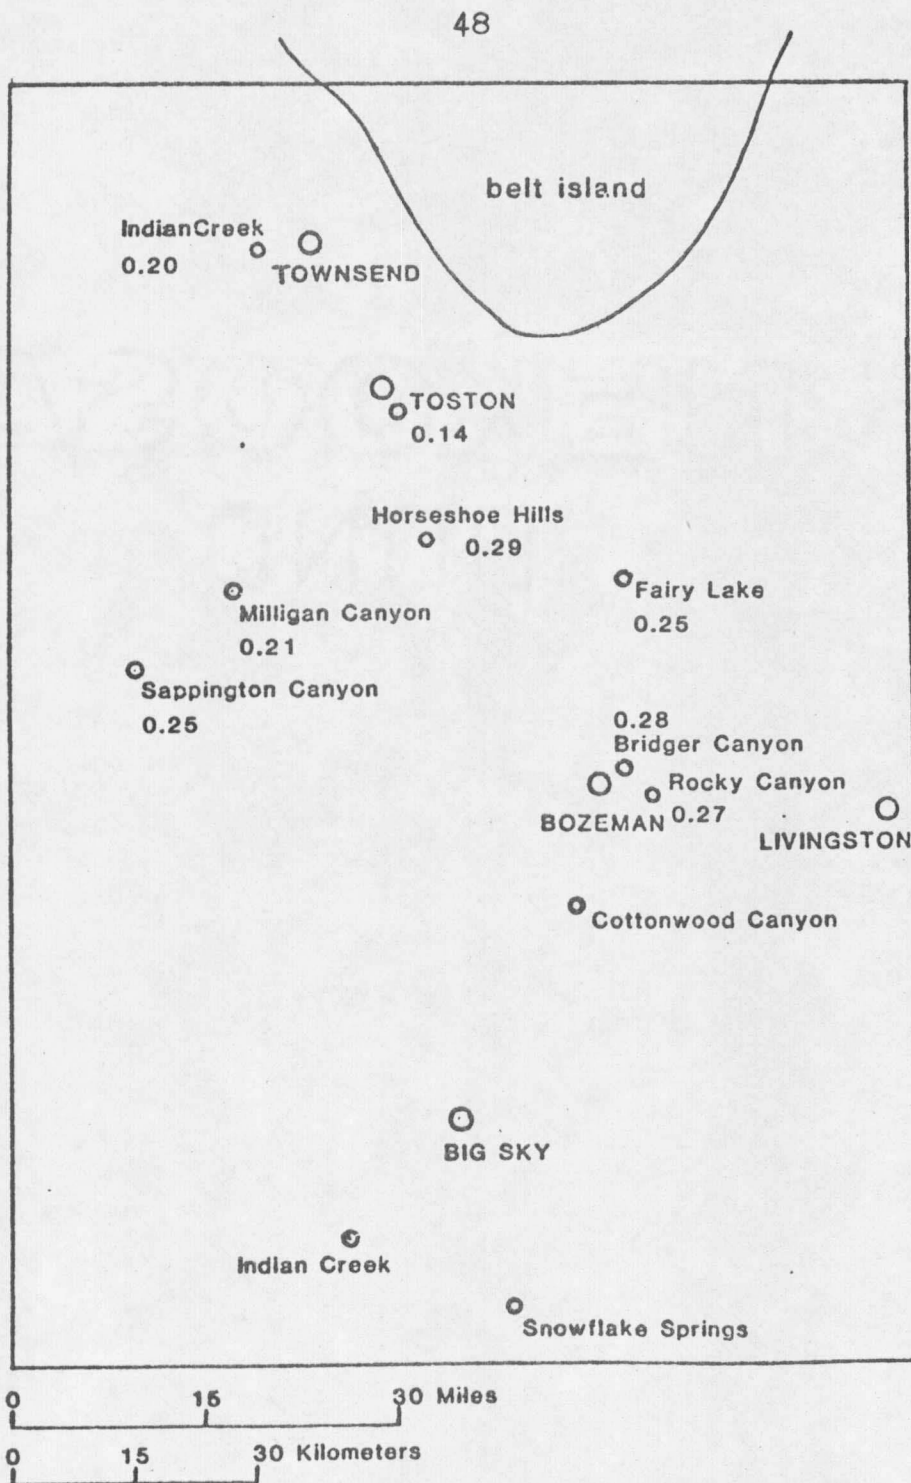 48
belt island
IndianCreek
0.20
TOWNSEND
TOSTON
0.14
Horseshoe Hills
0.29
Fairy Lake
0.25
Milligan Canyon
0.21
Sappington Canyon
0.25
0.28
Bridger Canyon
Rocky Canyon
0.27
BOZEMAN
LIVINGSTON
Cottonwood Canyon
BIG SKY
Indian Creek
Snowflake Springs
0 15 30 Miles
0 15 30 Kilometers